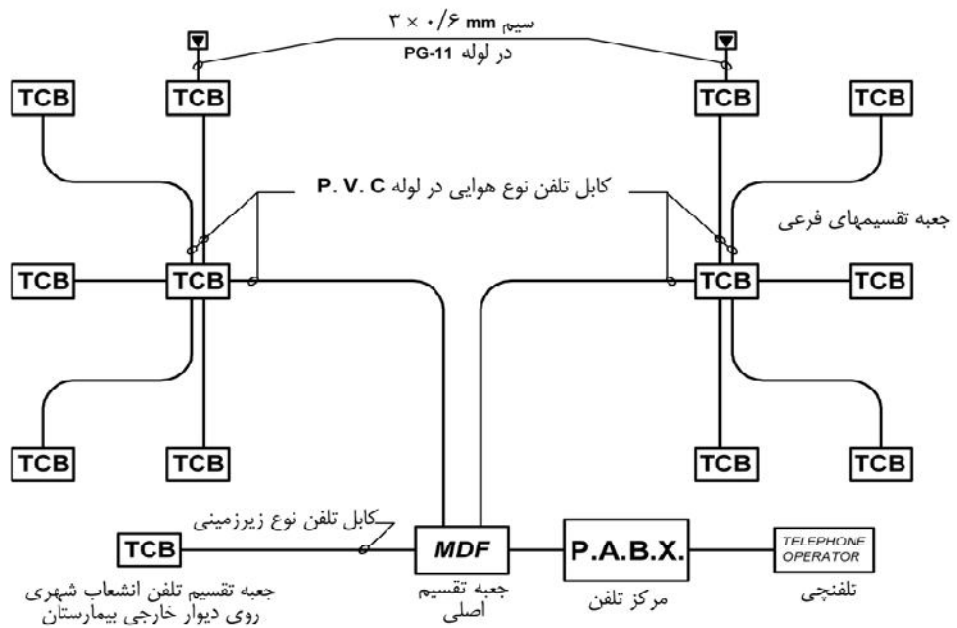 سیم ۳ × ۰/۶ mm
در لوله PG-11
TCB TCB TCB TCB
کابل تلفن نوع هوایی در لوله P. V. C
جعبه تقسیمهای فرعی
TCB TCB TCB TCB
TCB TCB TCB TCB
کابل تلفن نوع زیرزمینی
TCB MDF P.A.B.X. TELEPHONE
OPERATOR
جعبه تقسیم تلفن انشعاب شهری
روی دیوار خارجی بیمارستان
جعبه تقسیم
اصلی
مرکز تلفن
تلفنچی